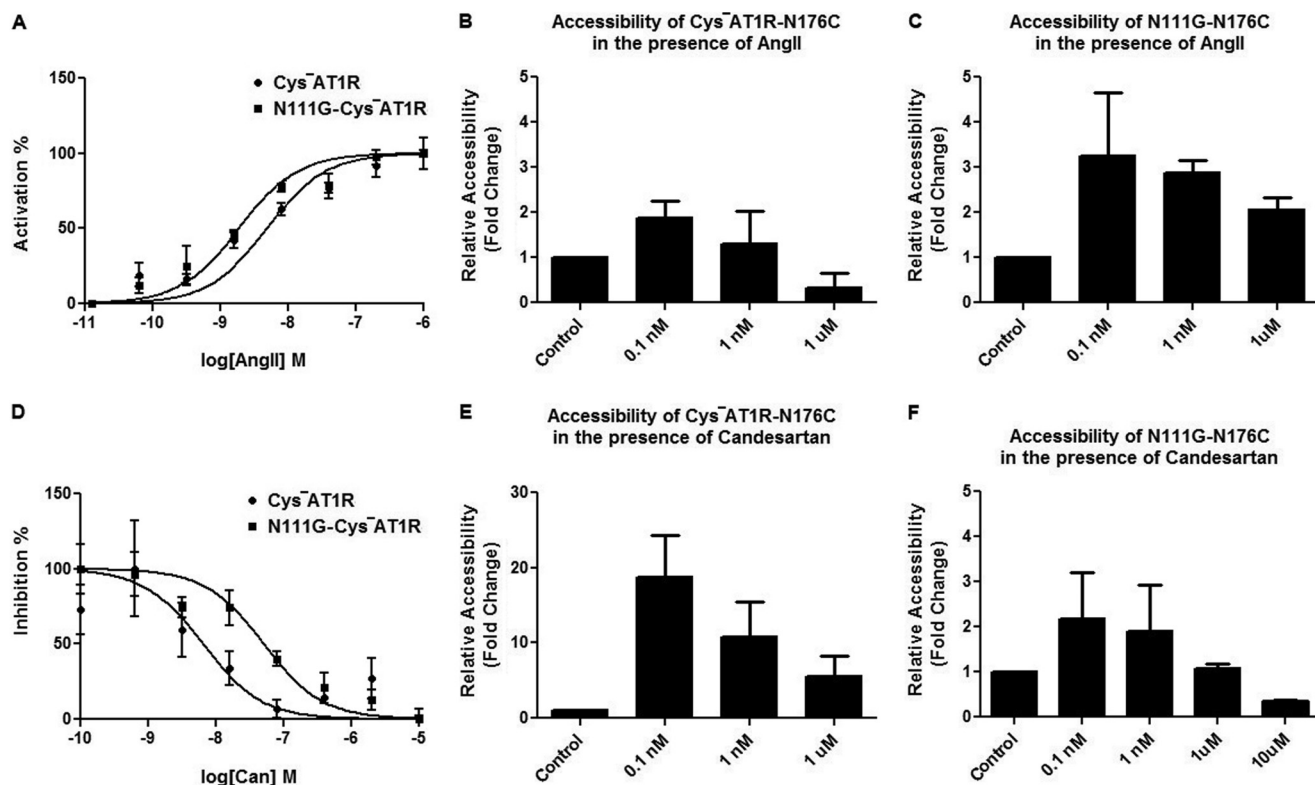 A
Cys⁻AT1R
N111G-Cys⁻AT1R
Activation %
150
100
50
0
-11
-10
-9
-8
-7
-6
log[AngII] M
B
Accessibility of Cys⁻AT1R-N176C
in the presence of AngII
Relative Accessibility
(Fold Change)
5
4
3
2
1
0
Control
0.1 nM
1 nM
1 uM
C
Accessibility of N111G-N176C
in the presence of AngII
Relative Accessibility
(Fold Change)
5
4
3
2
1
0
Control
0.1 nM
1 nM
1uM
D
Cys⁻AT1R
N111G-Cys⁻AT1R
Inhibition %
150
100
50
0
-10
-9
-8
-7
-6
-5
log[Can] M
E
Accessibility of Cys⁻AT1R-N176C
in the presence of Candesartan
Relative Accessibility
(Fold Change)
30
20
10
0
Control
0.1 nM
1 nM
1 uM
F
Accessibility of N111G-N176C
in the presence of Candesartan
Relative Accessibility
(Fold Change)
5
4
3
2
1
0
Control
0.1 nM
1 nM
1uM
10uM